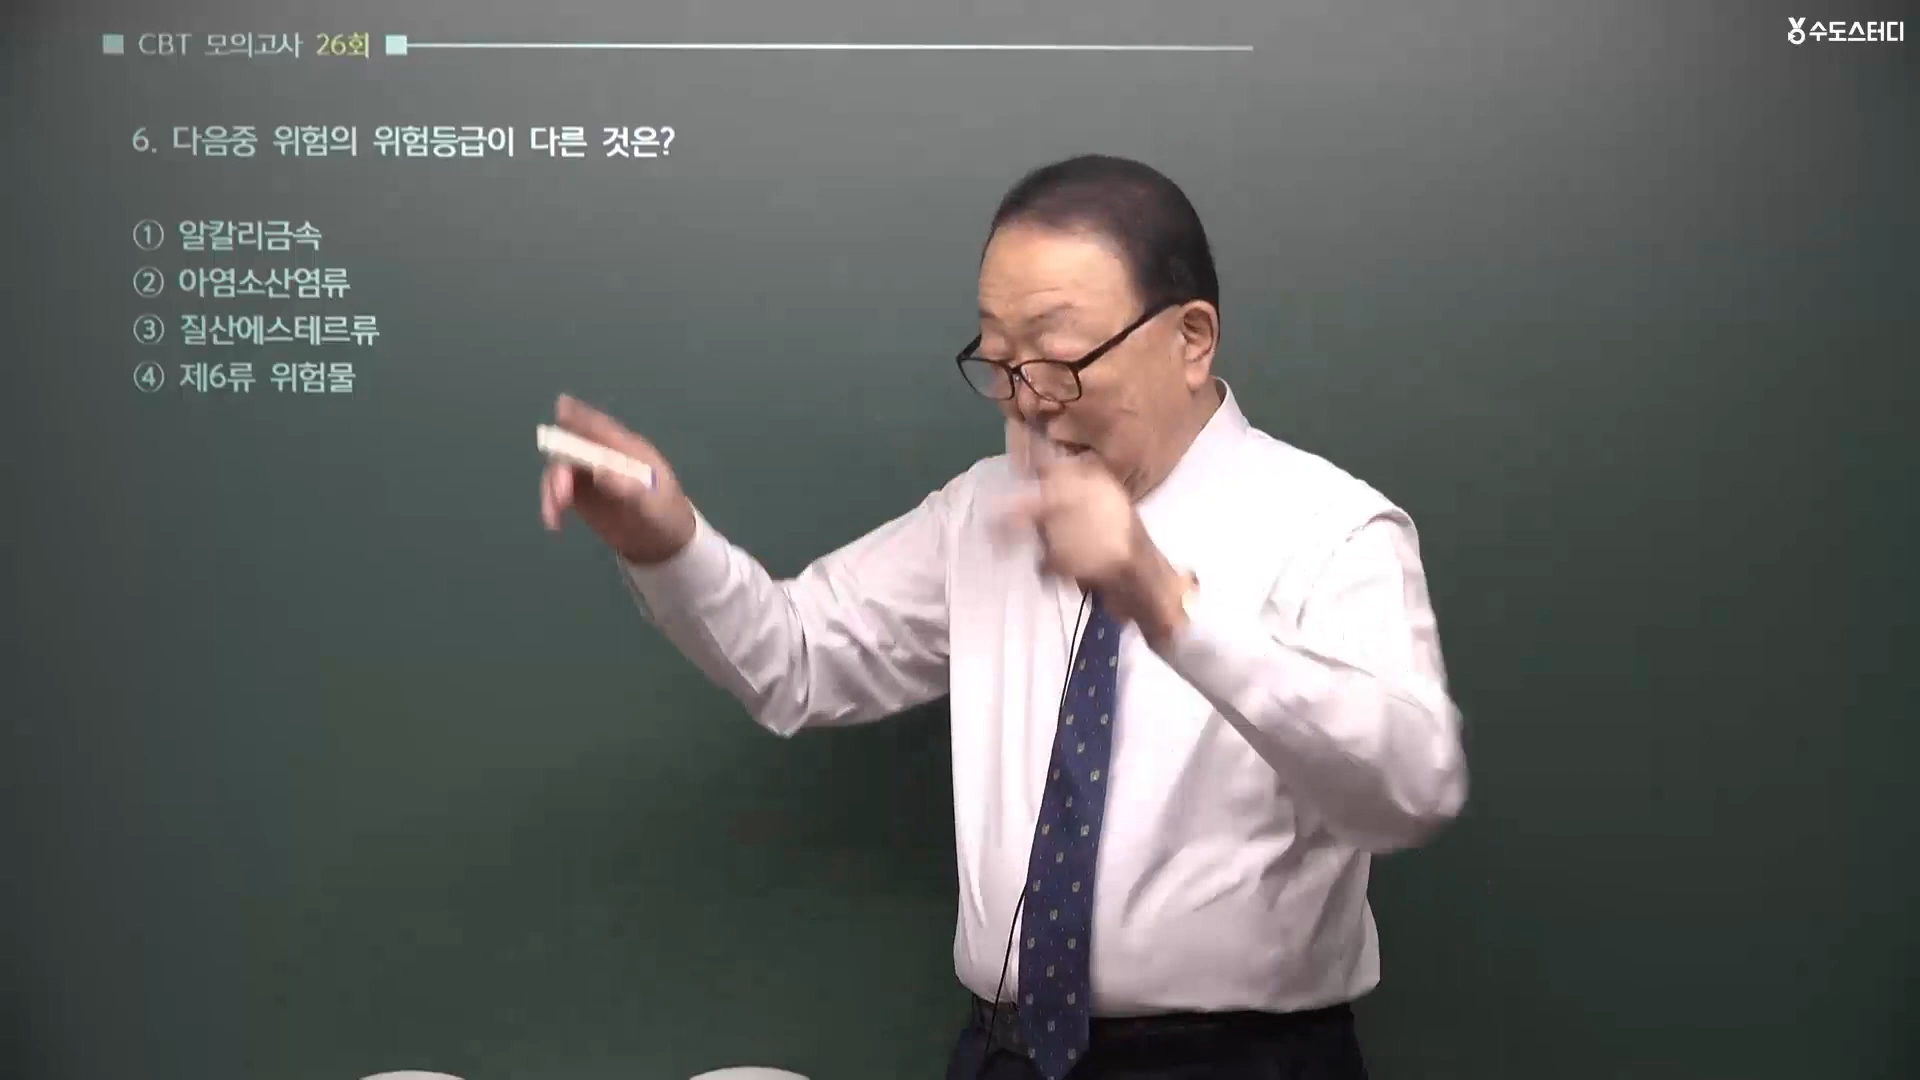 CBT 모의고사 26회
수도스터디
6. 다음중 위험의 위험등급이 다른 것은?
① 알칼리금속
② 아염소산염류
③ 질산에스테르류
④ 제6류 위험물